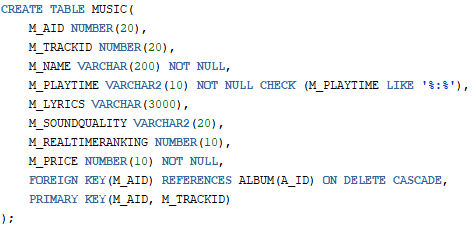 CREATE TABLE MUSIC(
M_AID NUMBER(20),
M_TRACKID NUMBER(20),
M_NAME VARCHAR(200) NOT NULL,
M_PLAYTIME VARCHAR2(10) NOT NULL CHECK (M_PLAYTIME LIKE '%:%'),
M_LYRICS VARCHAR(3000),
M_SOUNDQUALITY VARCHAR2(20),
M_REALTIMERANKING NUMBER(10),
M_PRICE NUMBER(10) NOT NULL,
FOREIGN KEY(M_AID) REFERENCES ALBUM(A_ID) ON DELETE CASCADE,
PRIMARY KEY(M_AID, M_TRACKID)
);